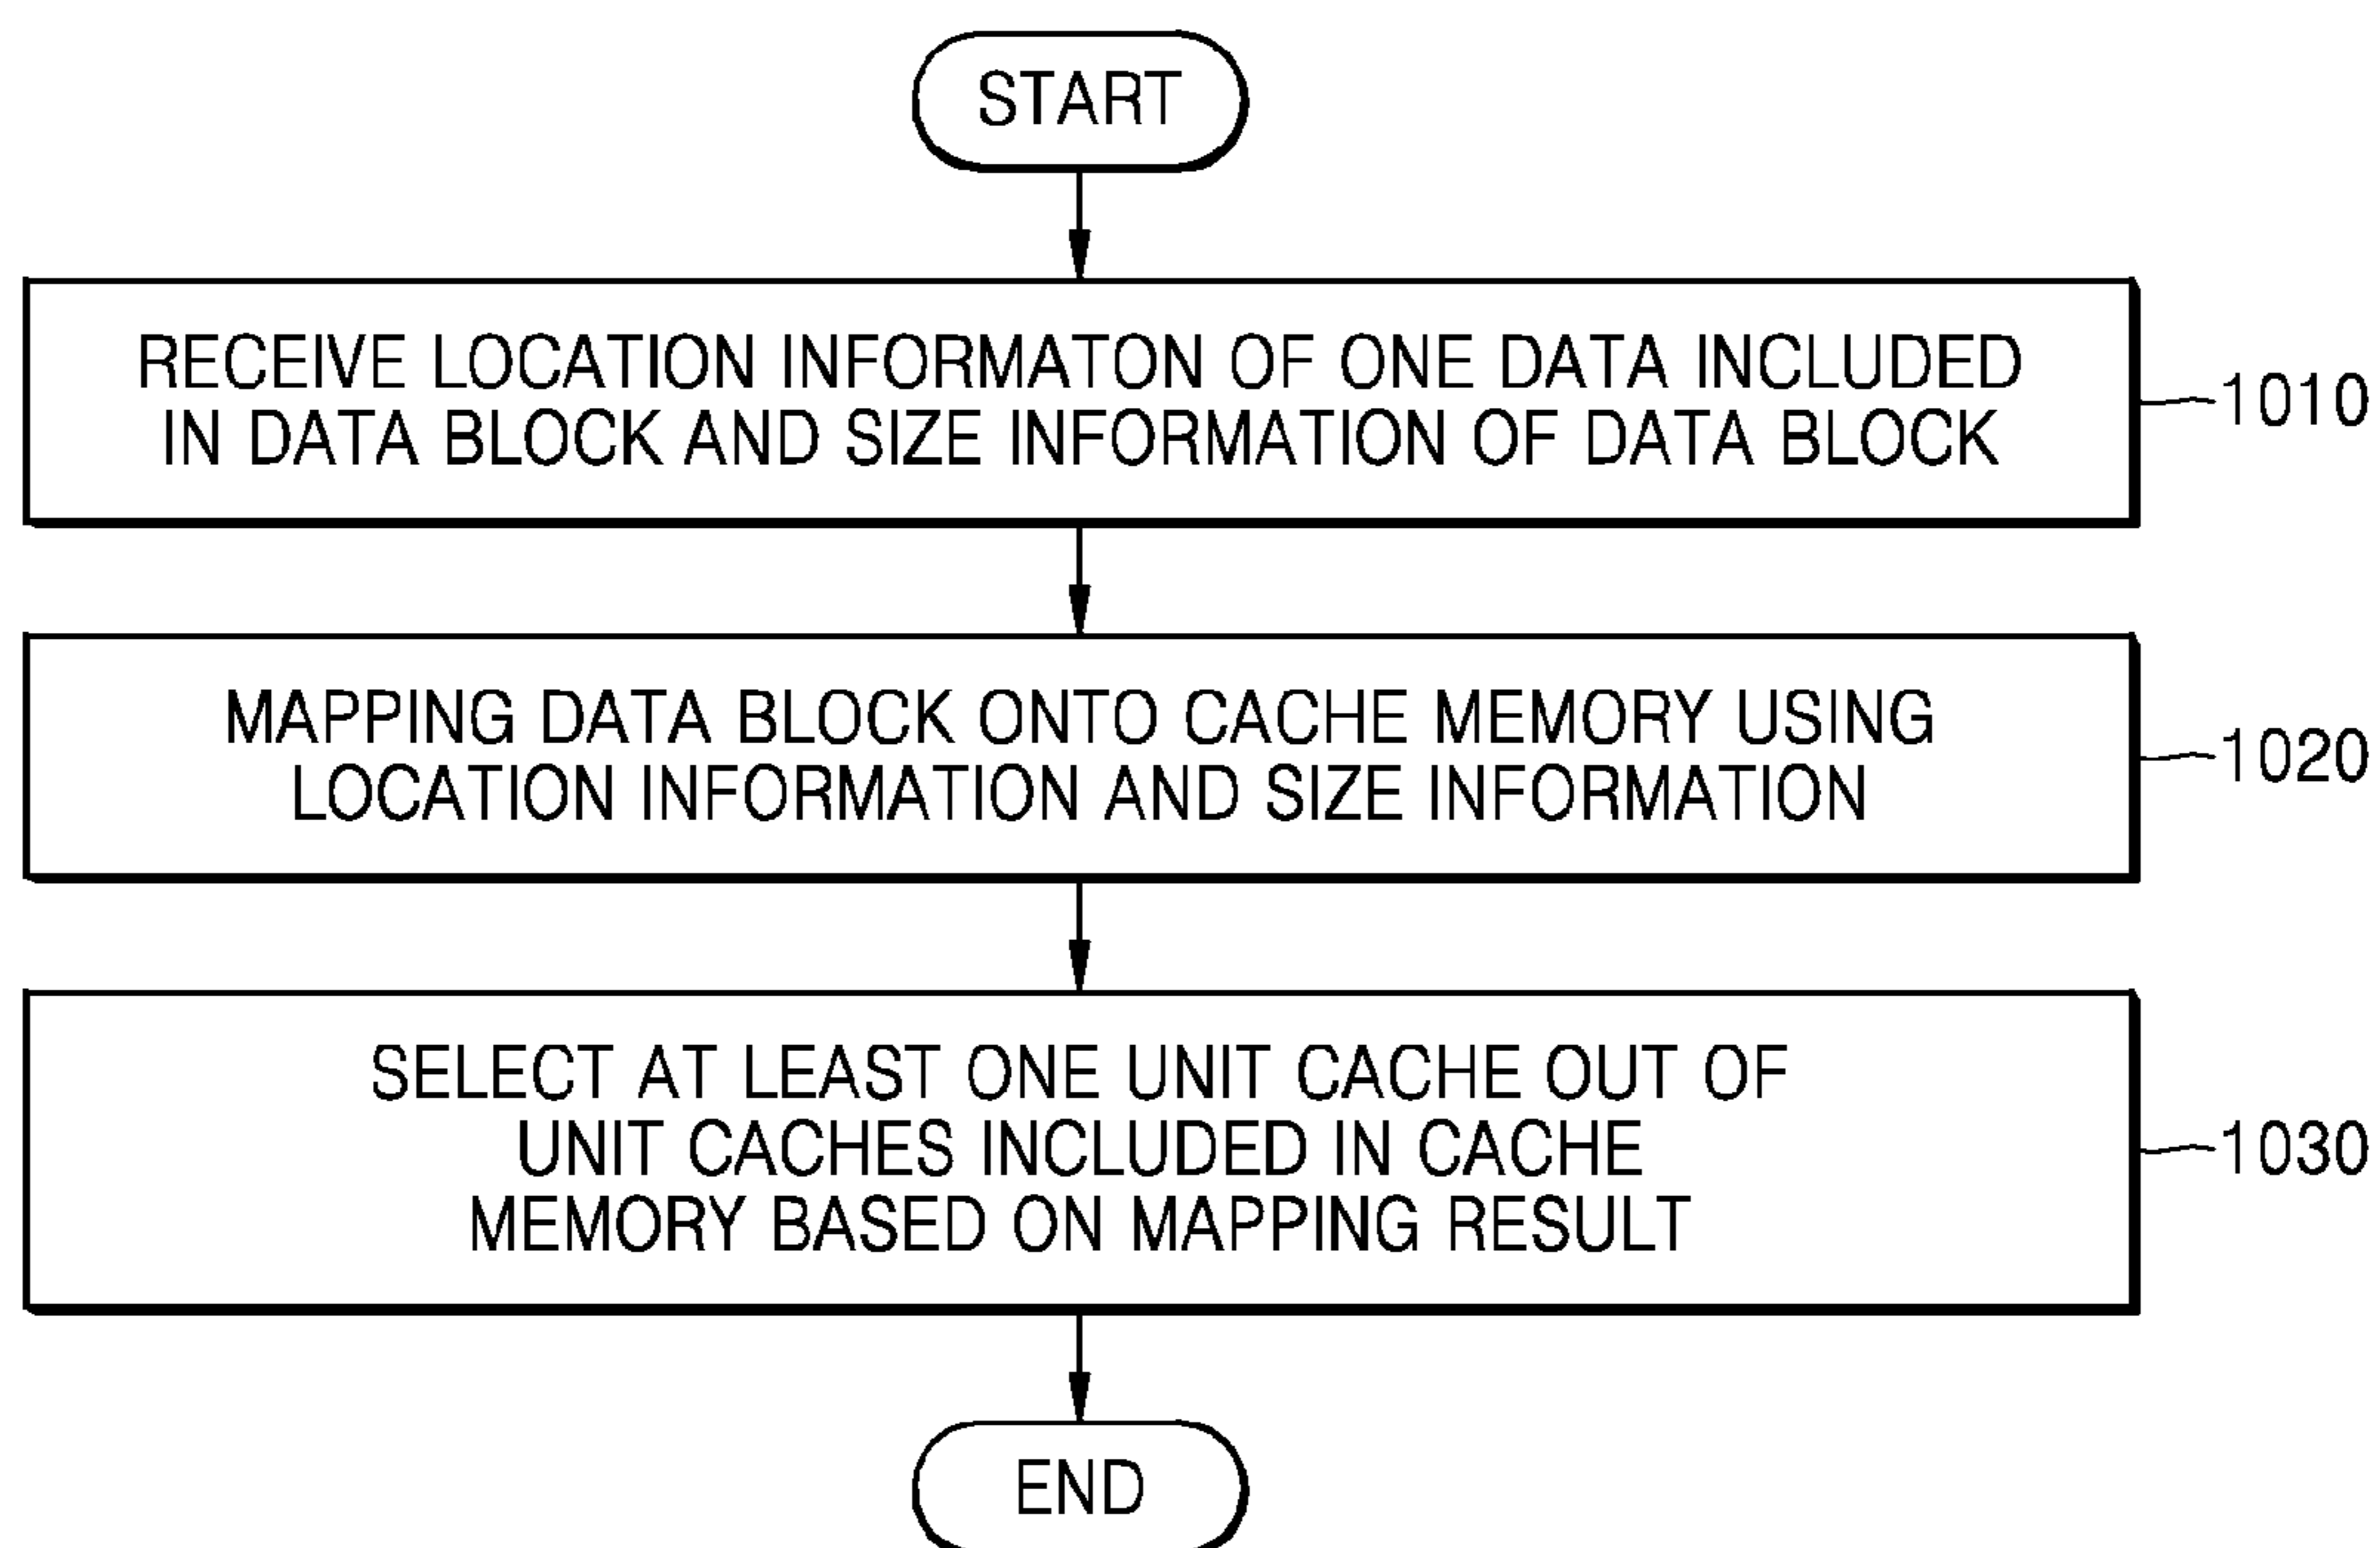 START
RECEIVE LOCATION INFORMATON OF ONE DATA INCLUDED
IN DATA BLOCK AND SIZE INFORMATION OF DATA BLOCK
1010
MAPPING DATA BLOCK ONTO CACHE MEMORY USING
LOCATION INFORMATION AND SIZE INFORMATION
1020
SELECT AT LEAST ONE UNIT CACHE OUT OF
UNIT CACHES INCLUDED IN CACHE
MEMORY BASED ON MAPPING RESULT
1030
END